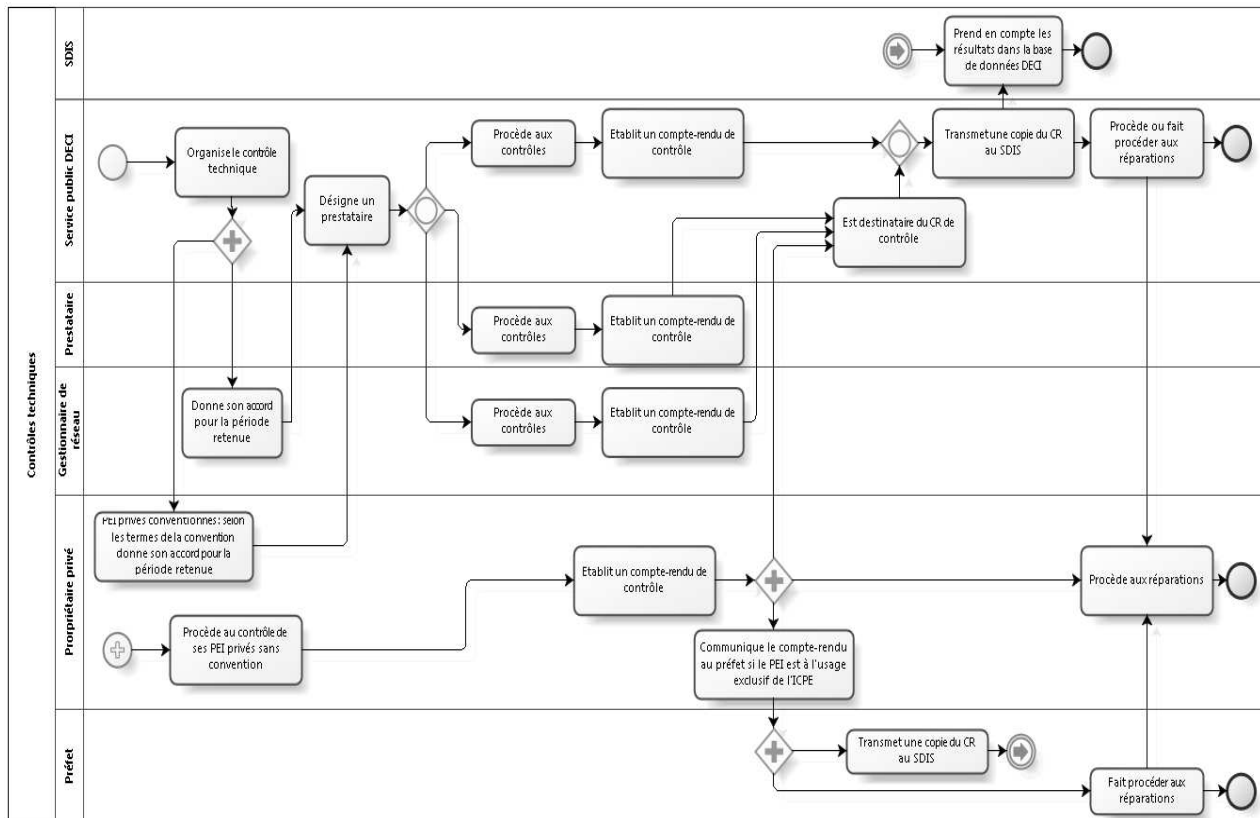 Contrôles techniques
SDIS
Prend en compte les
résultats dans la base
de données DECI
Service public DECI
Organise le contrôle
technique
Désigne un
prestataire
Procède aux
contrôles
Etablit un compte-rendu de
contrôle
Transmet une copie du CR
au SDIS
Procède ou fait
procéder aux
réparations
Est destinataire du CR de
contrôle
Prestataire
Procède aux
contrôles
Etablit un compte-rendu de
contrôle
Gestionnaire de
réseau
Donne son accord
pour la période
retenue
Procède aux
contrôles
Etablit un compte-rendu de
contrôle
Prorpriétaire privé
PEI privés conventionnés : selon
les termes de la convention
donne son accord pour la
période retenue
Etablit un compte-rendu de
contrôle
Procède aux réparations
Procède au contrôle de
ses PEI privés sans
convention
Communique le compte-rendu
au préfet si le PEI est à l'usage
exclusif de l'ICPE
Préfet
Transmet une copie du CR
au SDIS
Fait procéder aux
réparations